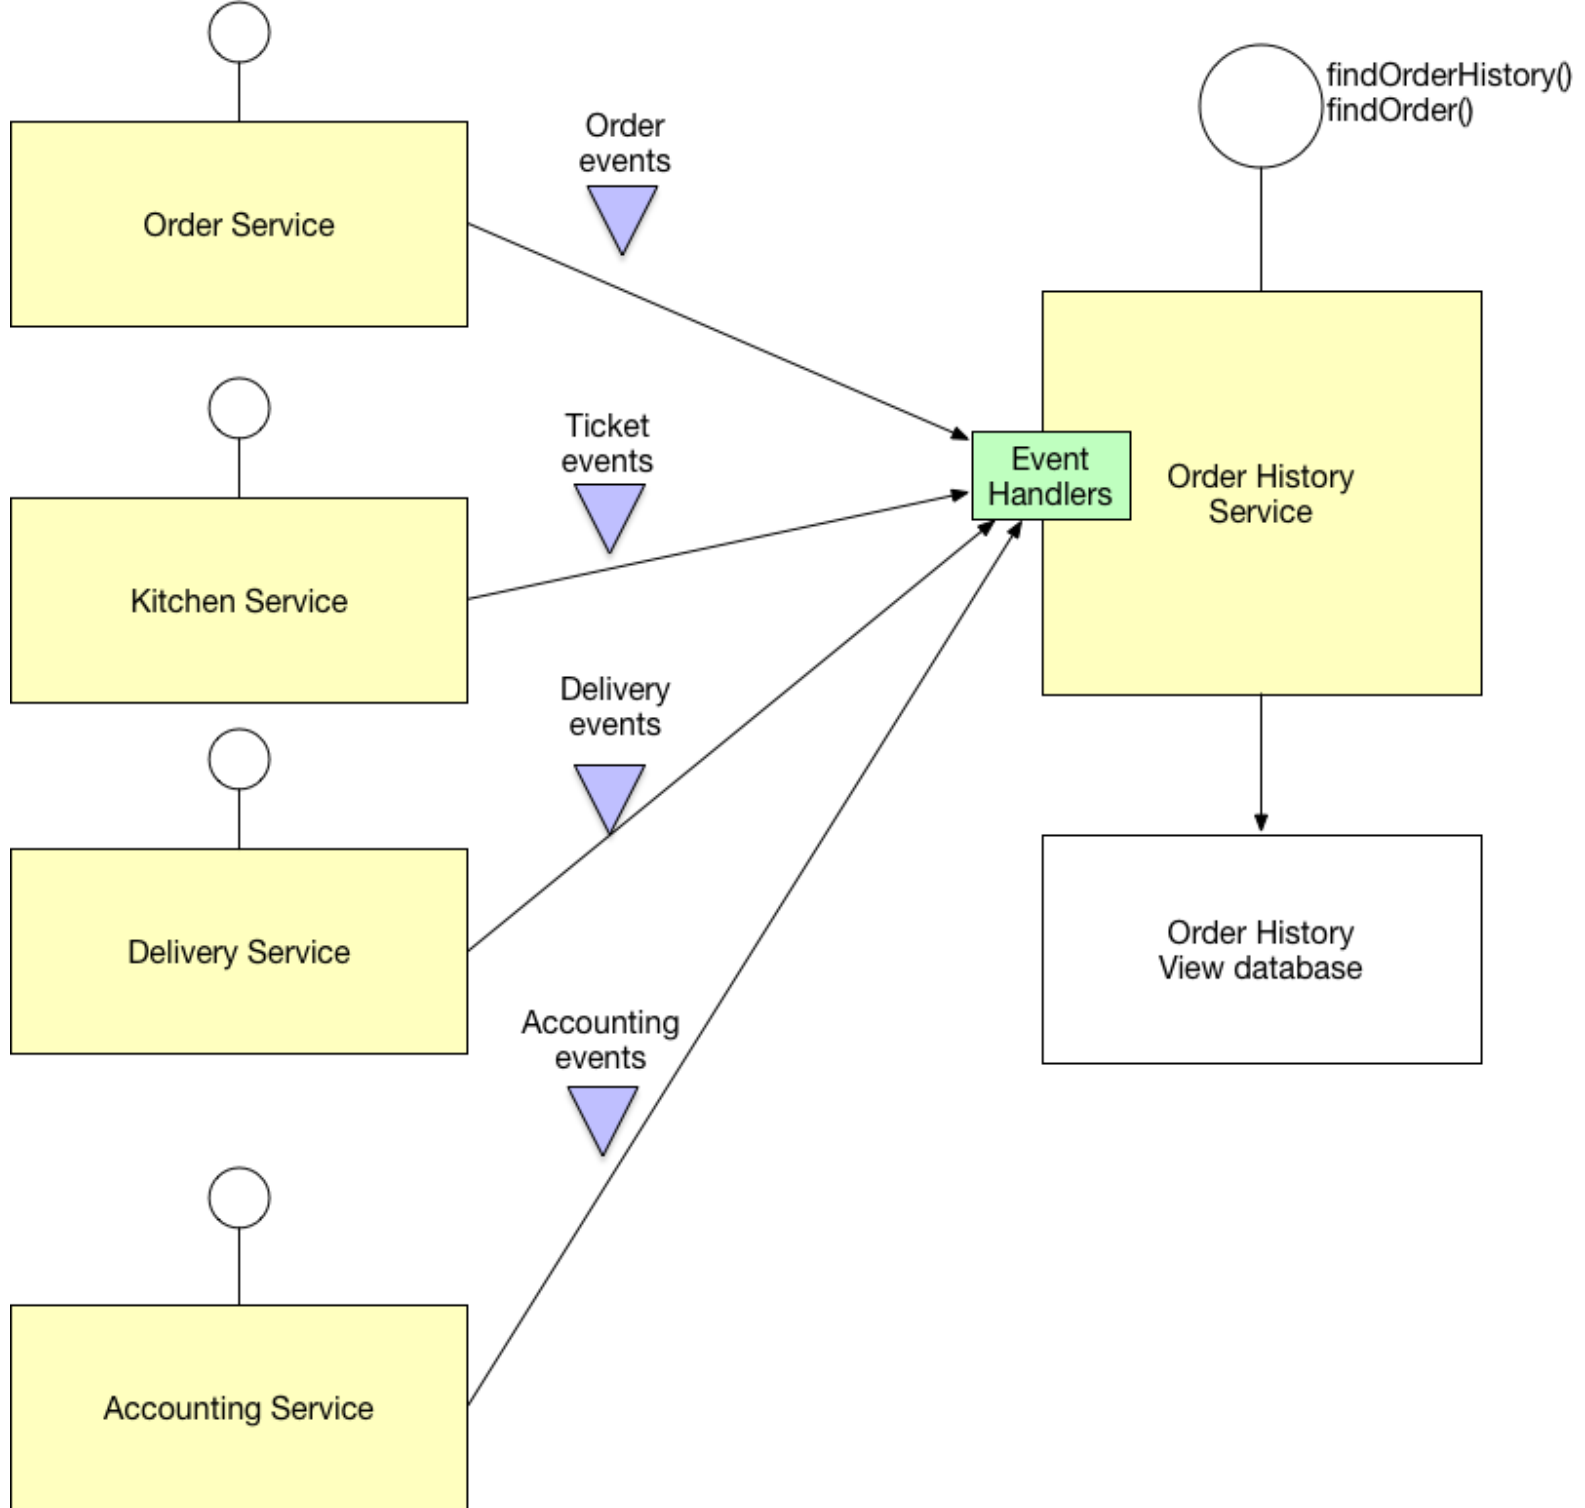 findOrderHistory()
findOrder()
Order
events
Order Service
Ticket
events
Event
Handlers
Order History
Service
Kitchen Service
Delivery
events
Delivery Service
Order History
View database
Accounting
events
Accounting Service